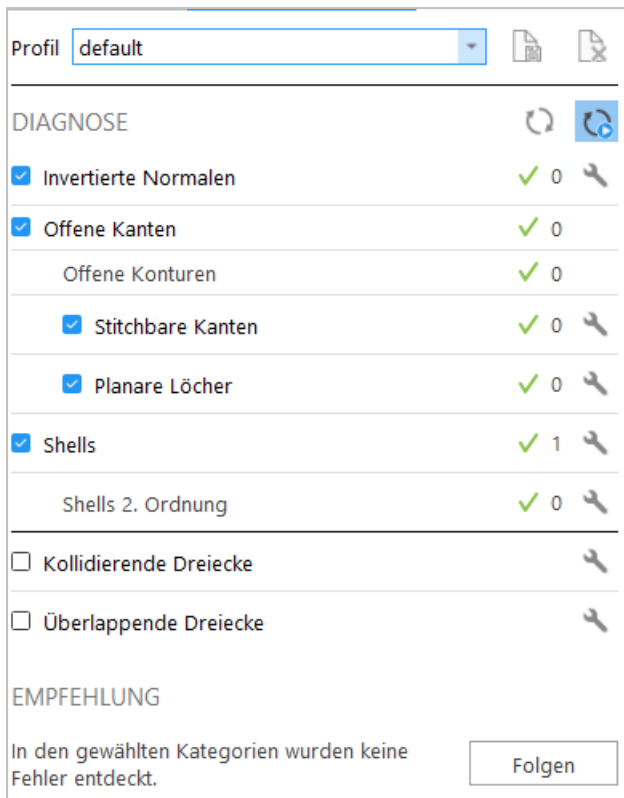 Profil default
DIAGNOSE
Invertierte Normalen 0
Offene Kanten 0
Offene Konturen 0
Stitchbare Kanten 0
Planare Löcher 0
Shells 1
Shells 2. Ordnung 0
Kollidierende Dreiecke
Überlappende Dreiecke
EMPFEHLUNG
In den gewählten Kategorien wurden keine
Fehler entdeckt.
Folgen